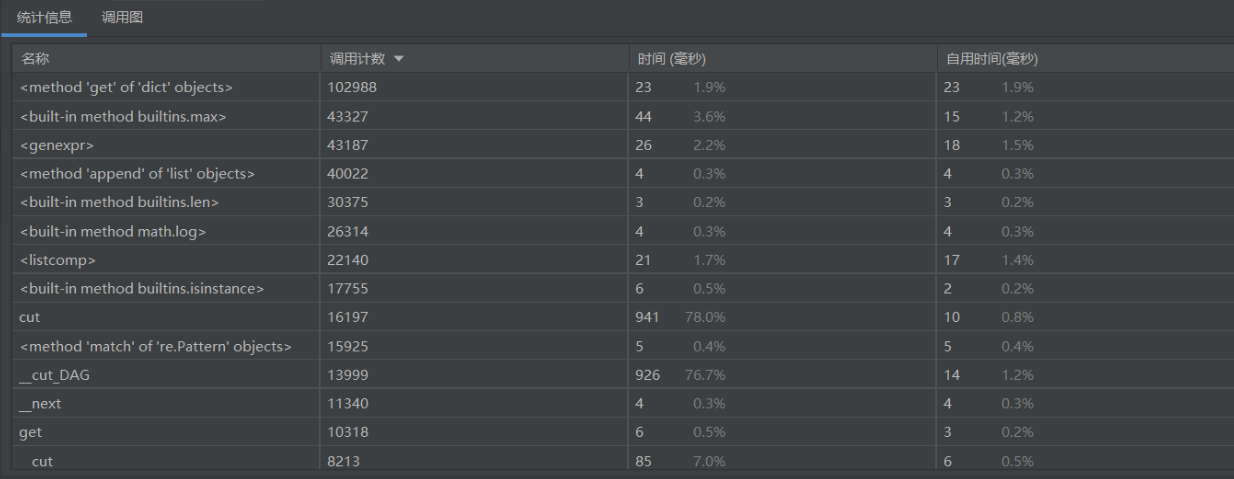 统计信息 调用图
名称 调用计数 时间 (毫秒) 自用时间(毫秒)
<method 'get' of 'dict' objects> 102988 23 1.9% 23 1.9%
<built-in method builtins.max> 43327 44 3.6% 15 1.2%
<genexpr> 43187 26 2.2% 18 1.5%
<method 'append' of 'list' objects> 40022 4 0.3% 4 0.3%
<built-in method builtins.len> 30375 3 0.2% 3 0.2%
<built-in method math.log> 26314 4 0.3% 4 0.3%
<listcomp> 22140 21 1.7% 17 1.4%
<built-in method builtins.isinstance> 17755 6 0.5% 2 0.2%
cut 16197 941 78.0% 10 0.8%
<method 'match' of 're.Pattern' objects> 15925 5 0.4% 5 0.4%
__cut_DAG 13999 926 76.7% 14 1.2%
__next 11340 4 0.3% 4 0.3%
get 10318 6 0.5% 3 0.2%
cut 8213 85 7.0% 6 0.5%